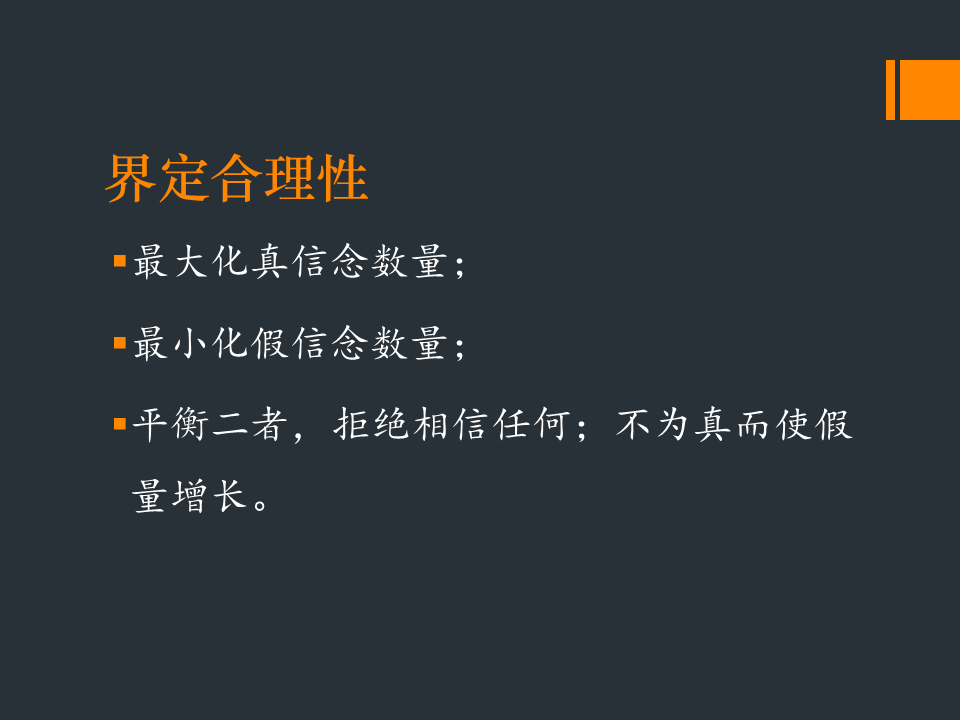 界定合理性
最大化真信念数量；
最小化假信念数量；
平衡二者，拒绝相信任何；不为真而使假
量增长。